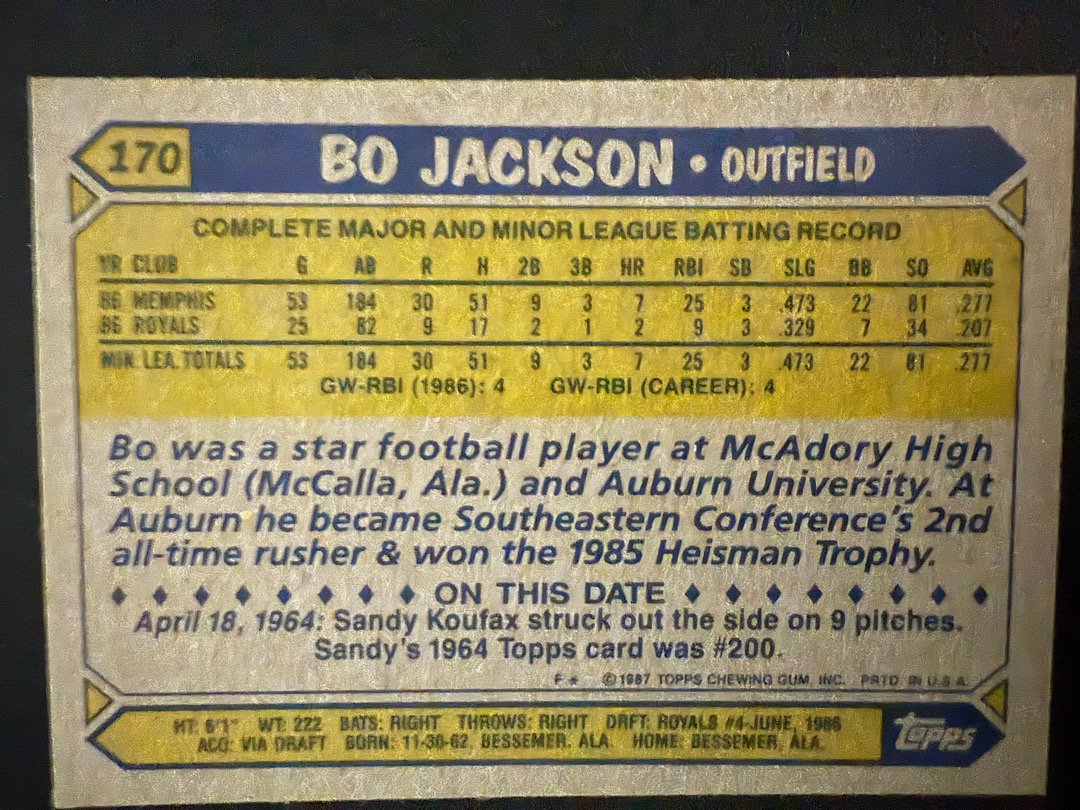 170 BO JACKSON • OUTFIELD
COMPLETE MAJOR AND MINOR LEAGUE BATTING RECORD
YR CLUB G AB R H 2B 3B HR RBI SB SLG BB SO AVG
86 MEMPHIS 53 184 30 51 9 3 7 25 3 .473 22 81 .277
86 ROYALS 25 82 9 17 2 1 2 9 3 .329 7 34 .207
MIN. LEA. TOTALS 53 184 30 51 9 3 7 25 3 .473 22 81 .277
GW-RBI (1986): 4 GW-RBI (CAREER): 4
Bo was a star football player at McAdory High
School (McCalla, Ala.) and Auburn University. At
Auburn he became Southeastern Conference's 2nd
all-time rusher & won the 1985 Heisman Trophy.
♦ ♦ ♦ ♦ ♦ ♦ ♦ ♦ ON THIS DATE ♦ ♦ ♦ ♦ ♦ ♦ ♦ ♦
April 18, 1964: Sandy Koufax struck out the side on 9 pitches.
Sandy's 1964 Topps card was #200.
F* ©1987 TOPPS CHEWING GUM, INC. PRTD. IN U.S.A.
HT: 6'1" WT: 222 BATS: RIGHT THROWS: RIGHT DRFT: ROYALS #4-JUNE, 1986
ACQ: VIA DRAFT BORN: 11-30-62, BESSEMER, ALA. HOME: BESSEMER, ALA.
Topps